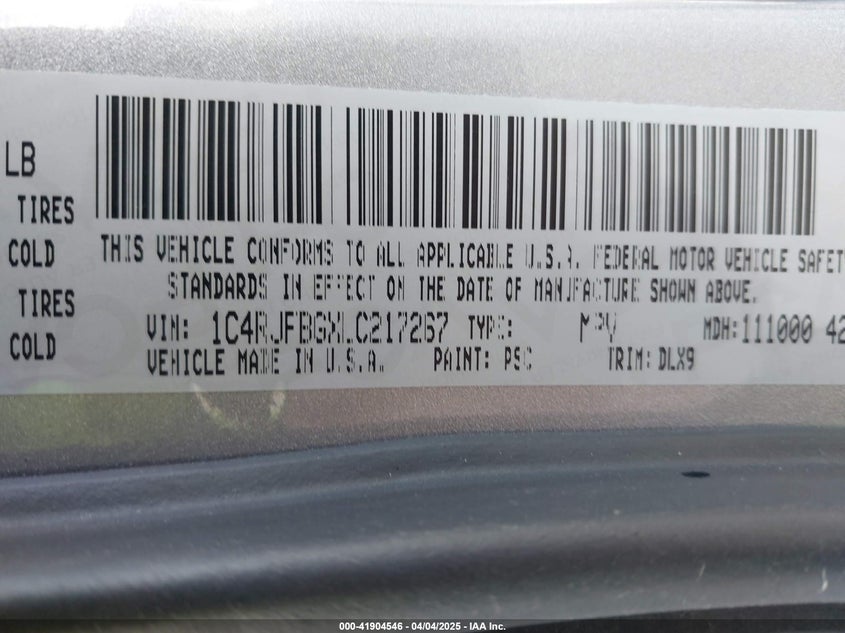 LB
TIRES
COLD
TIRES
COLD
THIS VEHICLE CONFORMS TO ALL APPLICABLE U.S.A. FEDERAL MOTOR VEHICLE SAFET
STANDARDS IN EFFECT ON THE DATE OF MANUFACTURE SHOWN ABOVE.
VIN: 1C4RJFBGXLC217267 TYPE: MPV MDH:111000 42
VEHICLE MADE IN U.S.A. PAINT: PSC TRIM: DLX9
000-41904546 - 04/04/2025 - IAA Inc.